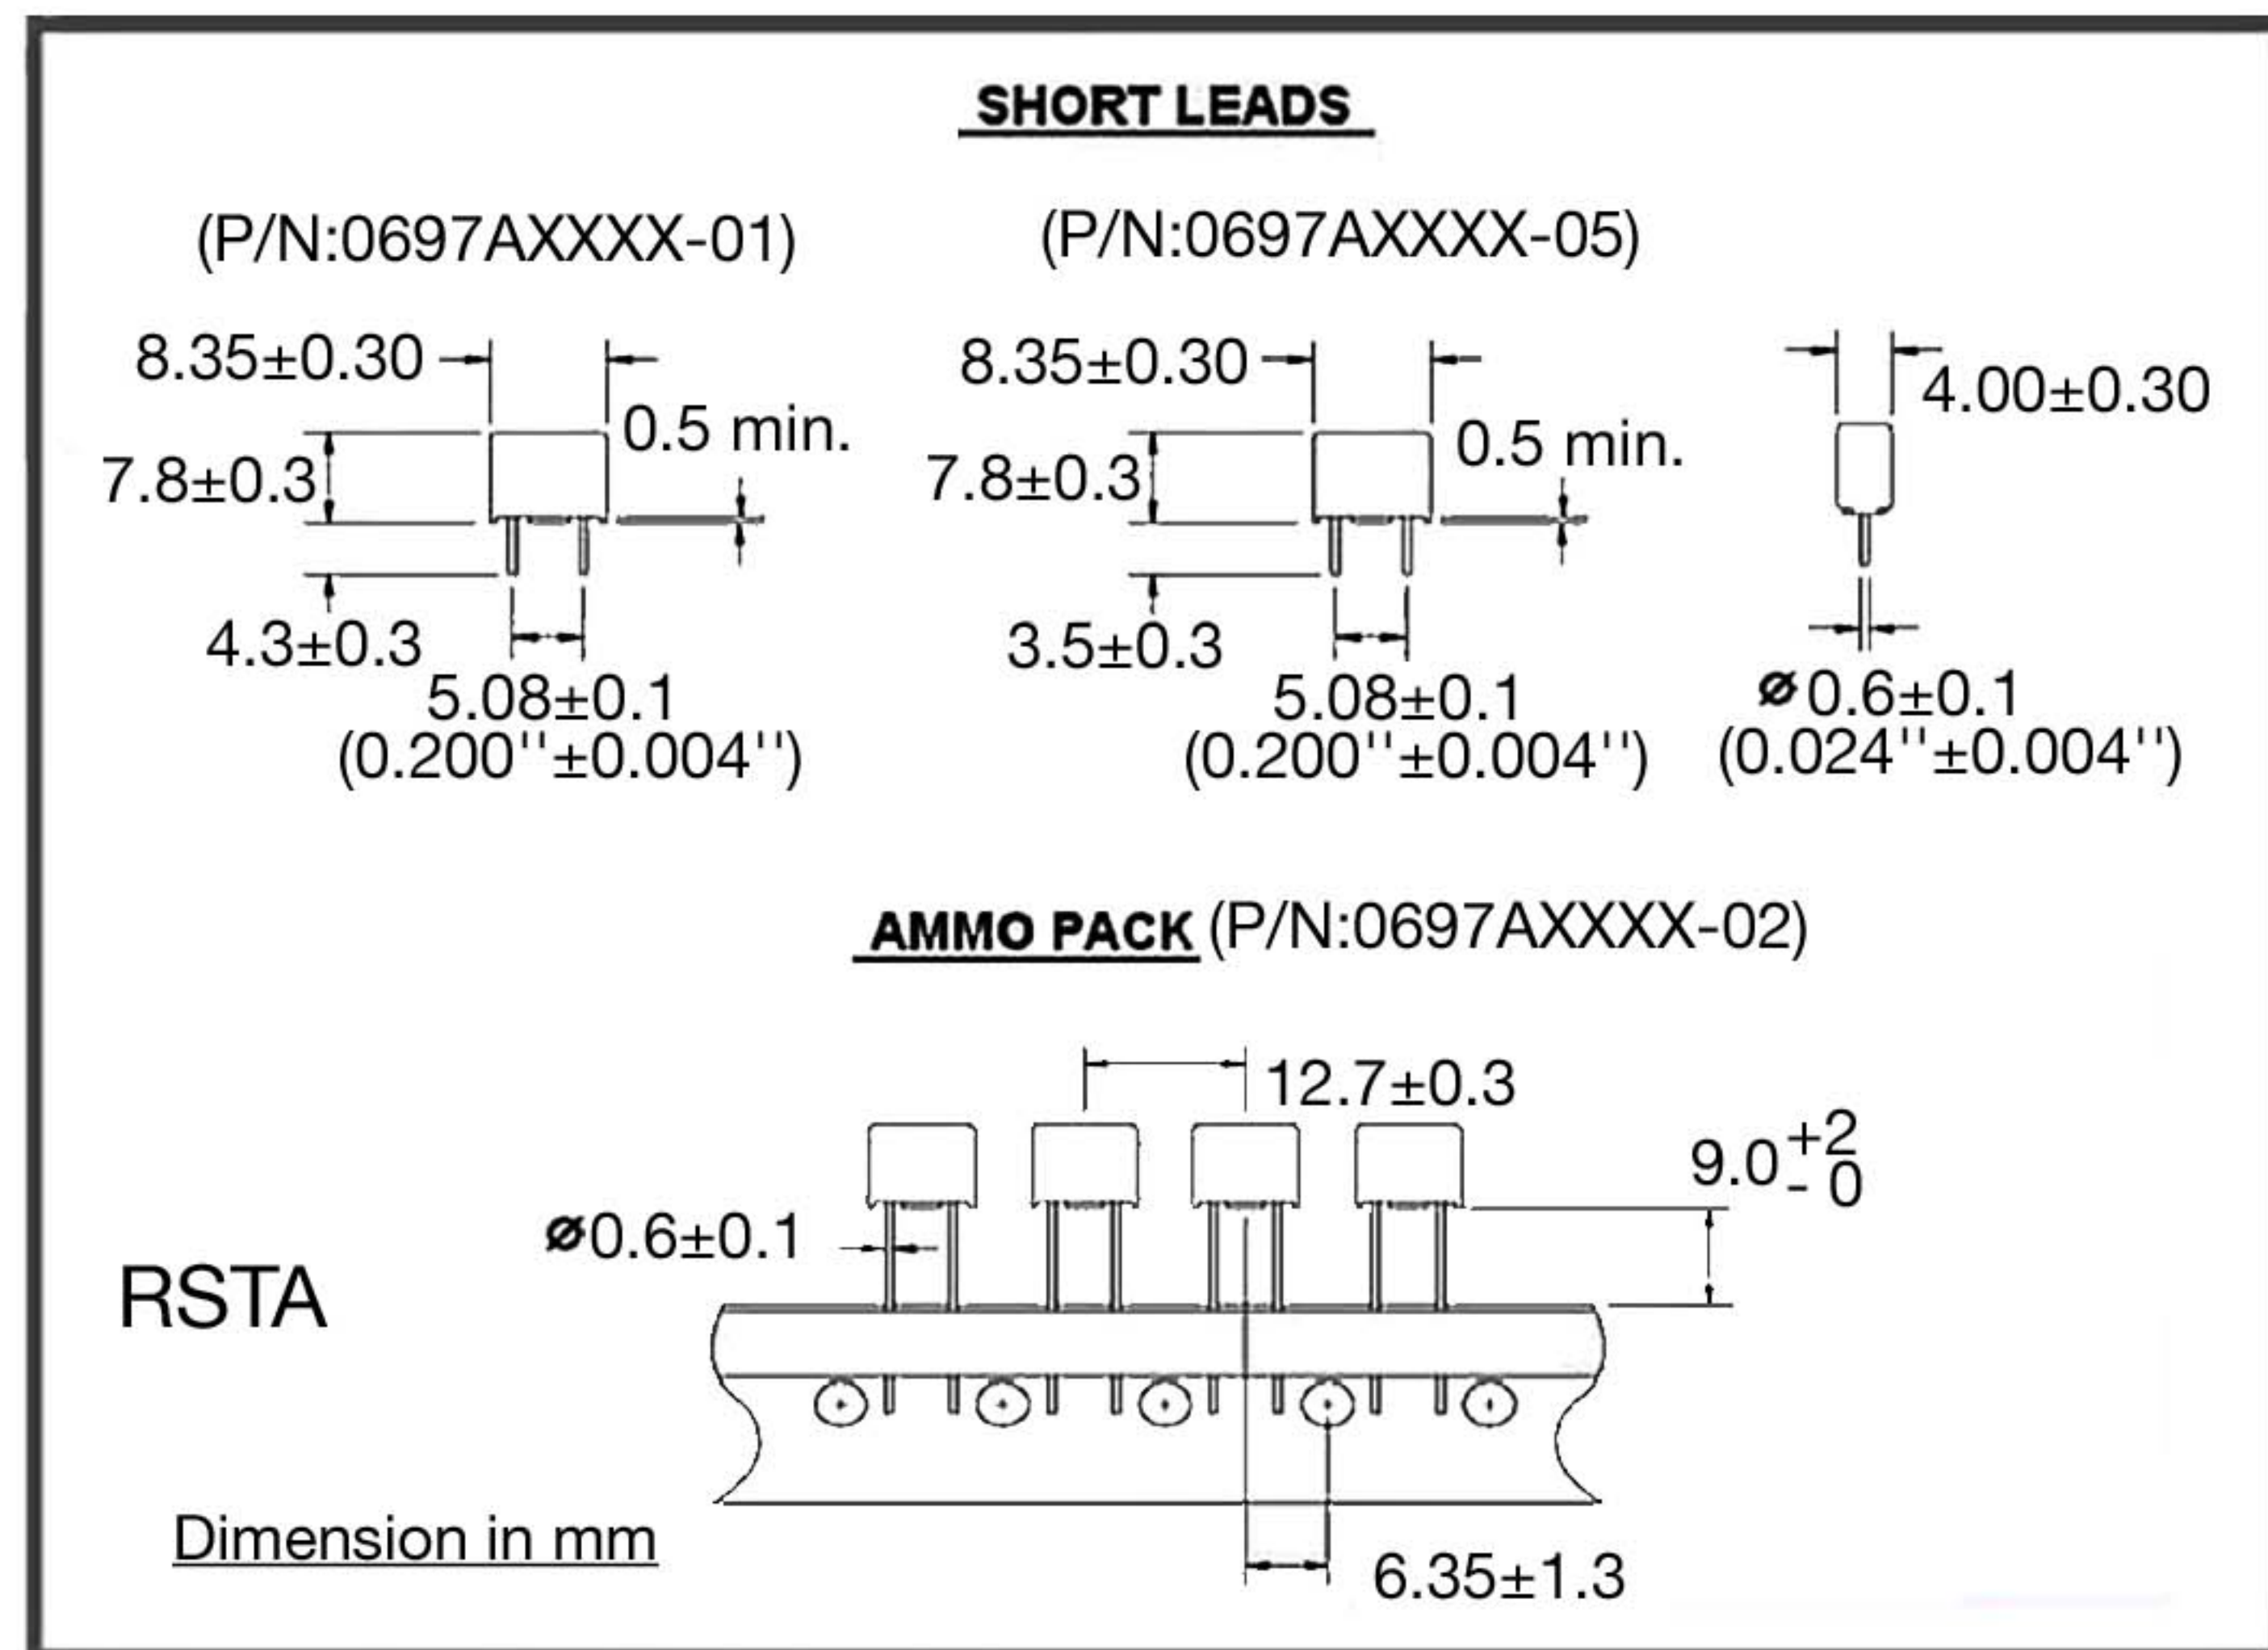 SHORT LEADS
(P/N:0697AXXXX-01)
(P/N:0697AXXXX-05)
8.35±0.30
8.35±0.30
4.00±0.30
0.5 min.
0.5 min.
7.8±0.3
7.8±0.3
4.3±0.3
3.5±0.3
5.08±0.1
(0.200''±0.004'')
5.08±0.1
(0.200''±0.004'')
ø0.6±0.1
(0.024''±0.004'')
AMMO PACK (P/N:0697AXXXX-02)
12.7±0.3
9.0 +2
- 0
ø0.6±0.1
RSTA
Dimension in mm
6.35±1.3